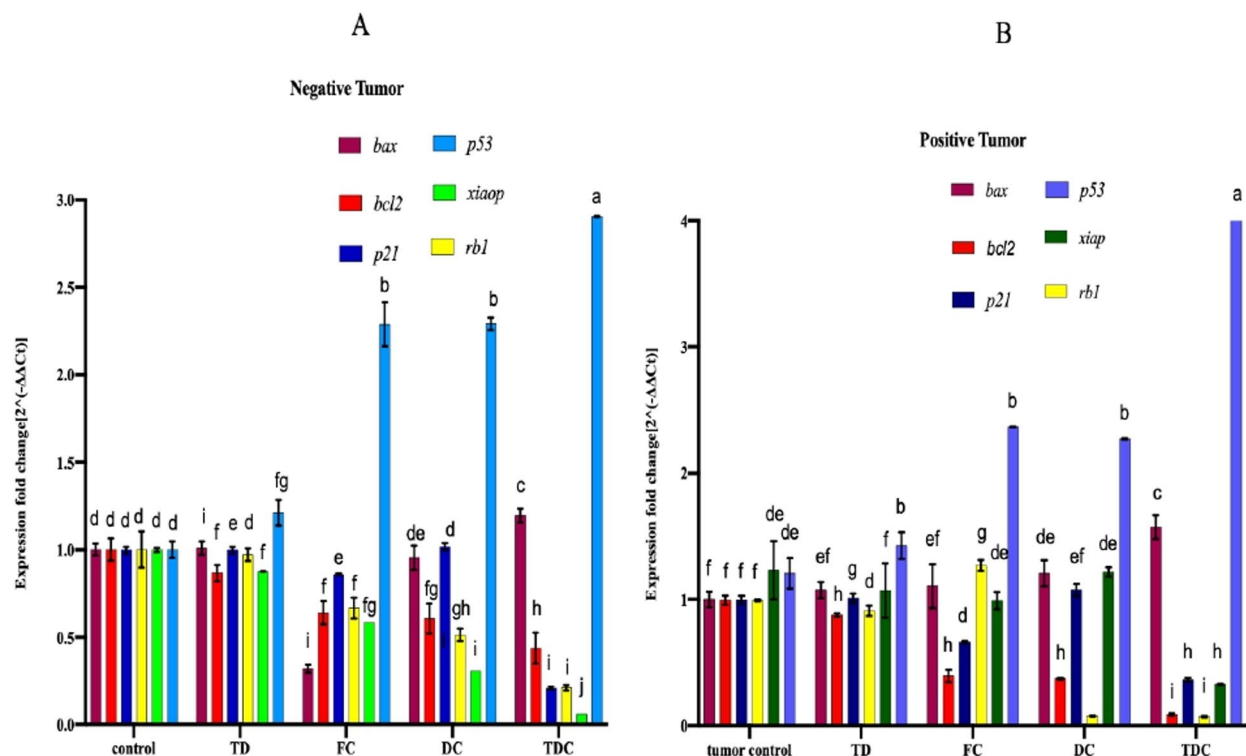 A
Negative Tumor
bax
p53
bcl2
xiaop
p21
rb1
Expression fold change[2^(-ΔΔCt)]
3.0
2.5
2.0
1.5
1.0
0.5
0.0
d d d d d d
i f e d f fg
i f e f fg b
de fg d gh i b
c h i i j a
control TD FC DC TDC
B
Positive Tumor
bax
p53
bcl2
xiap
p21
rb1
Expression fold change[2^(-ΔΔCt)]
4
3
2
1
0
f f f f de de
ef h g d f b
ef h d g de b
de h ef de b
c i h i h a
tumor control TD FC DC TDC